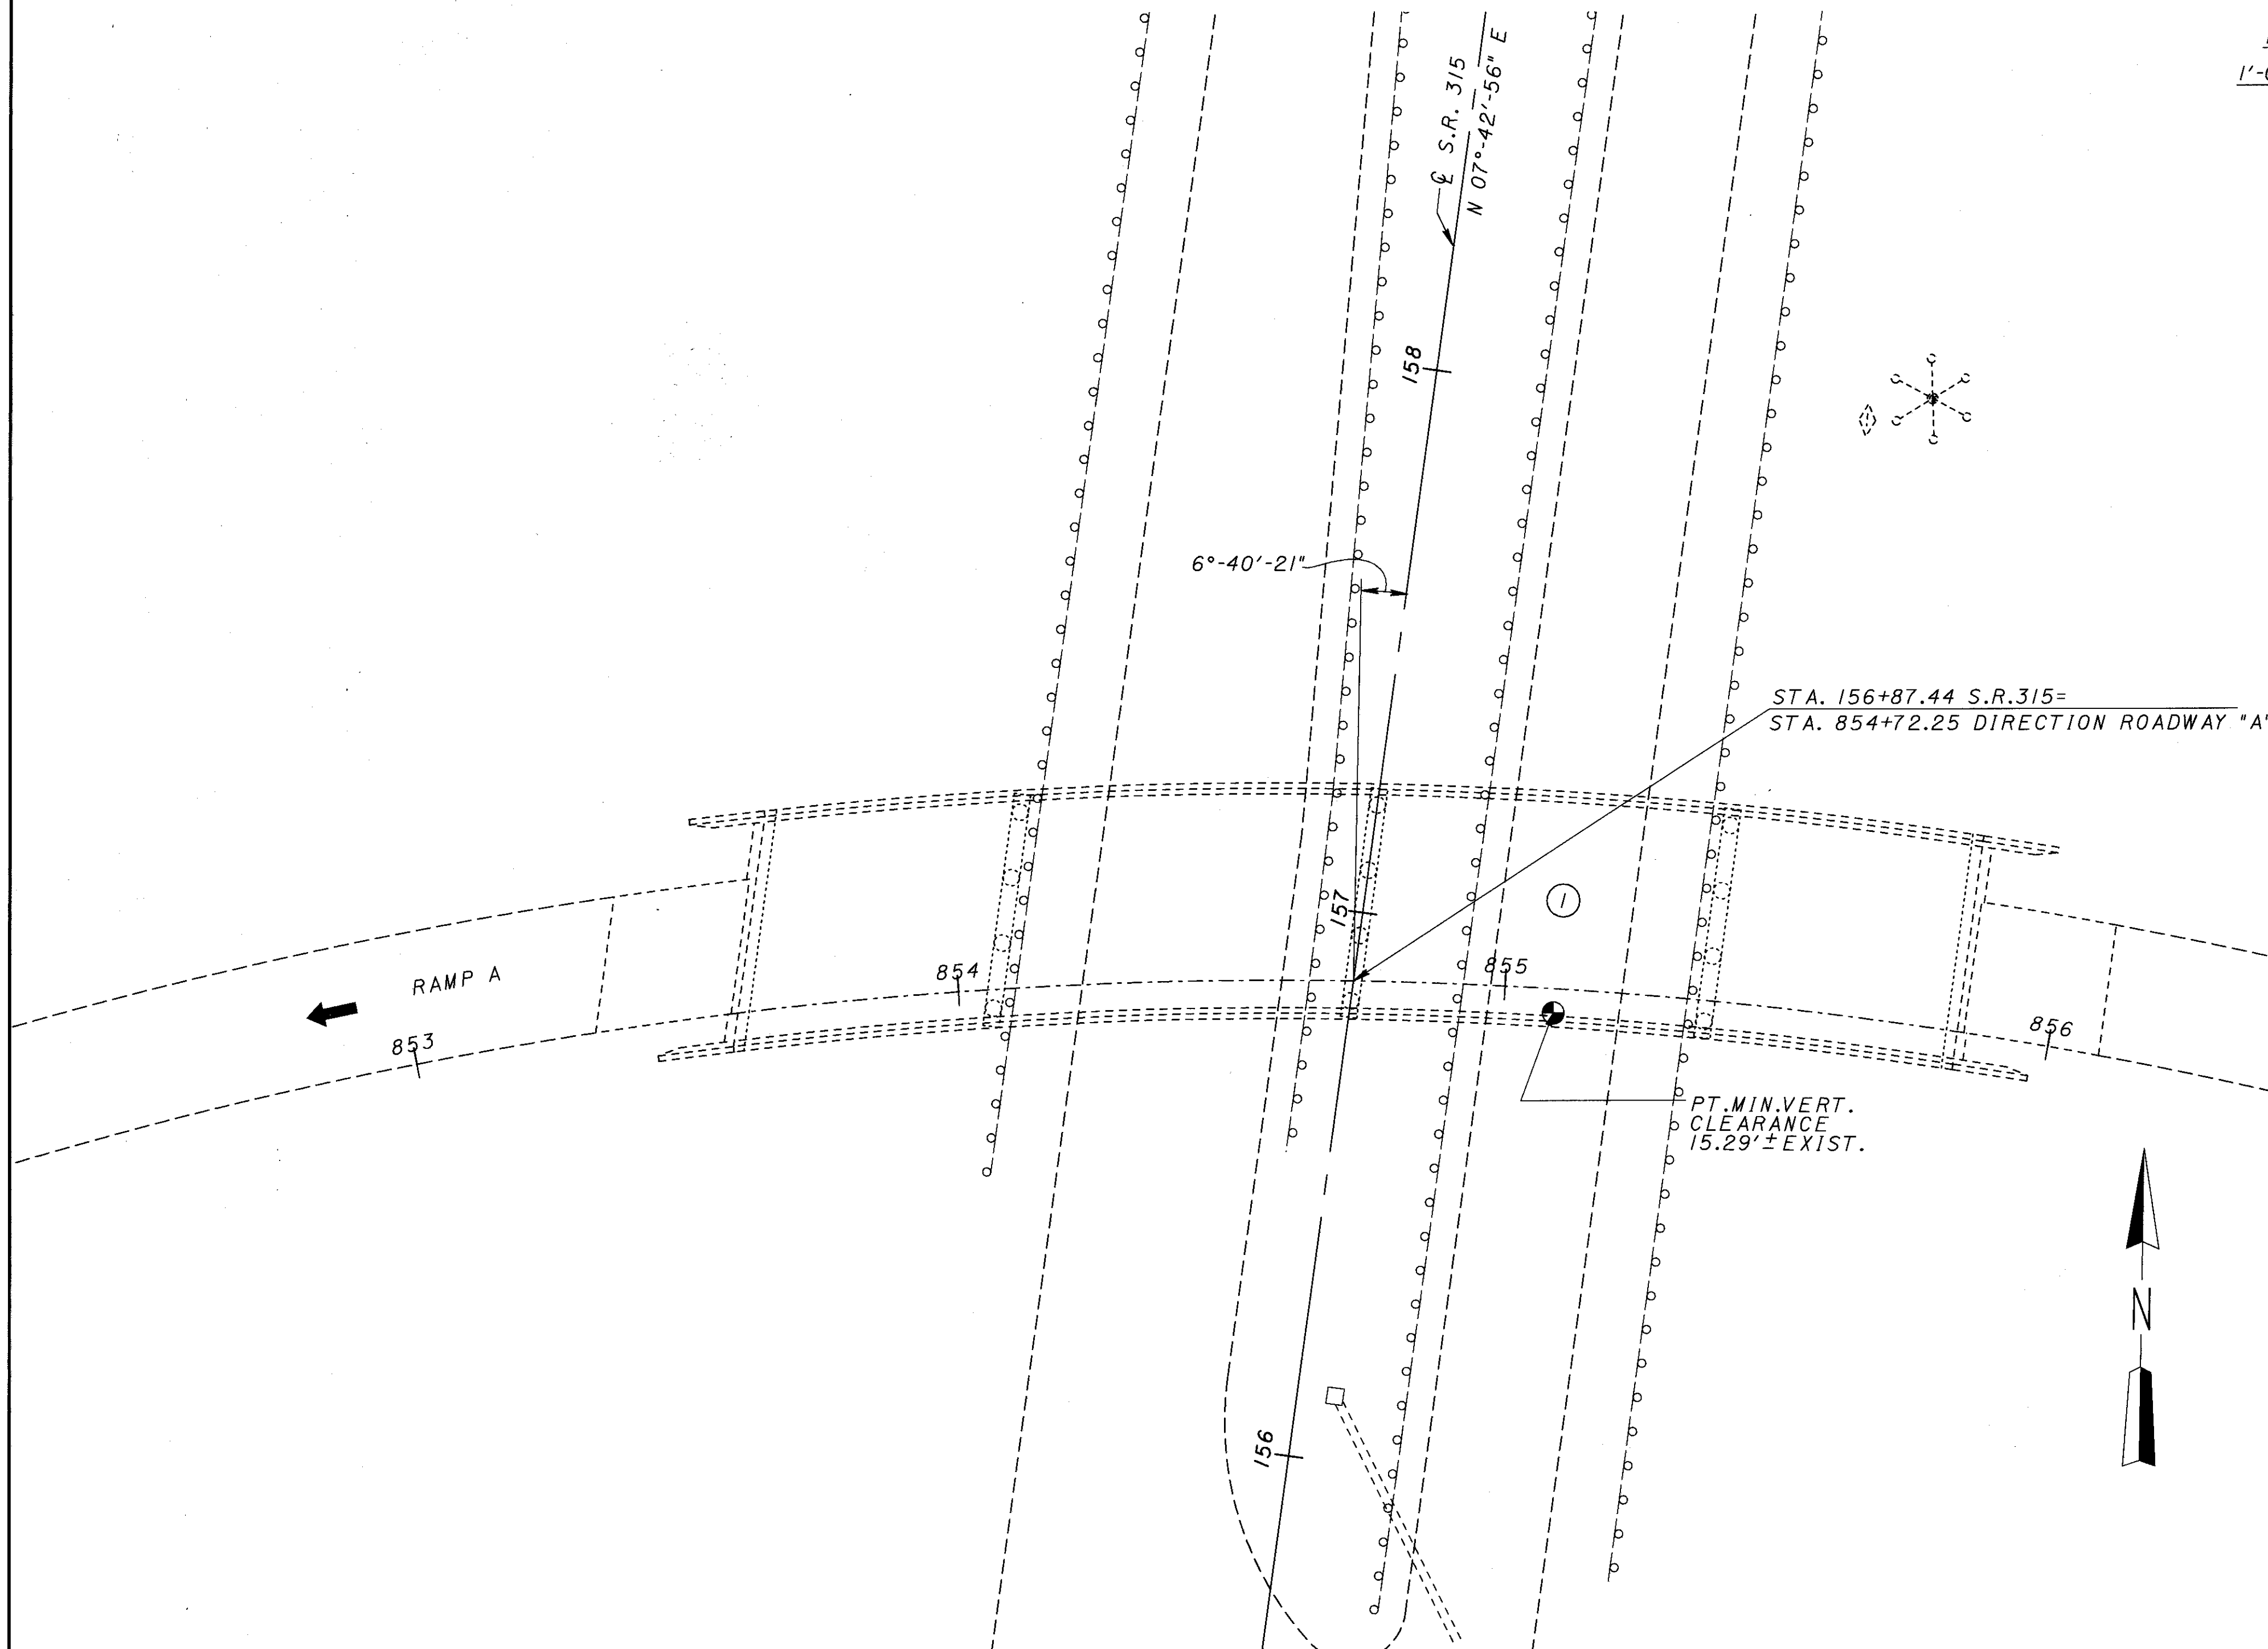 ℄ S.R. 315
N 07°-42'-56" E
158
6°-40'-21"
STA. 156+87.44 S.R.315=
STA. 854+72.25 DIRECTION ROADWAY "A"
157
1
854
855
RAMP A
853
856
PT.MIN.VERT.
CLEARANCE
15.29'± EXIST.
N
156